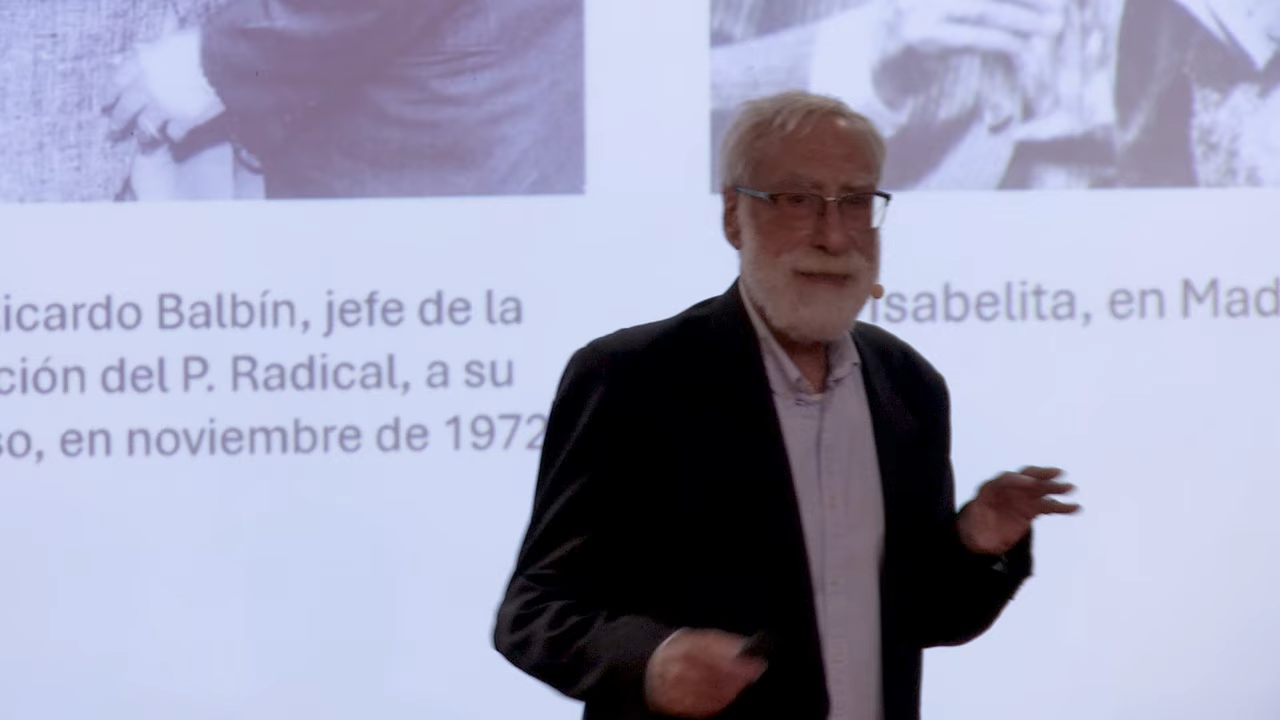 icardo Balbín, jefe de la
ción del P. Radical, a su
so, en noviembre de 1972
Isabelita, en Mad